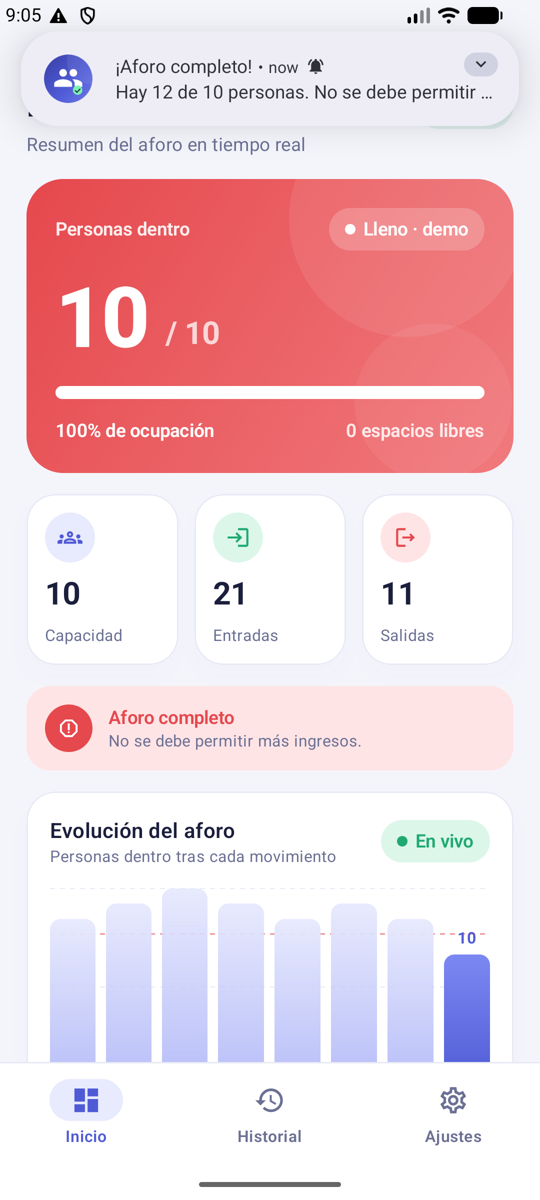 9:05
¡Aforo completo! • now
Hay 12 de 10 personas. No se debe permitir ...
Resumen del aforo en tiempo real
Personas dentro
Lleno · demo
10 / 10
100% de ocupación
0 espacios libres
10
Capacidad
21
Entradas
11
Salidas
Aforo completo
No se debe permitir más ingresos.
Evolución del aforo
Personas dentro tras cada movimiento
En vivo
10
Inicio
Historial
Ajustes